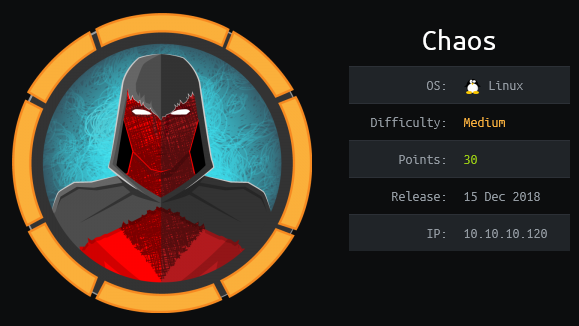 Chaos
OS: Linux
Difficulty: Medium
Points: 30
Release: 15 Dec 2018
IP: 10.10.10.120